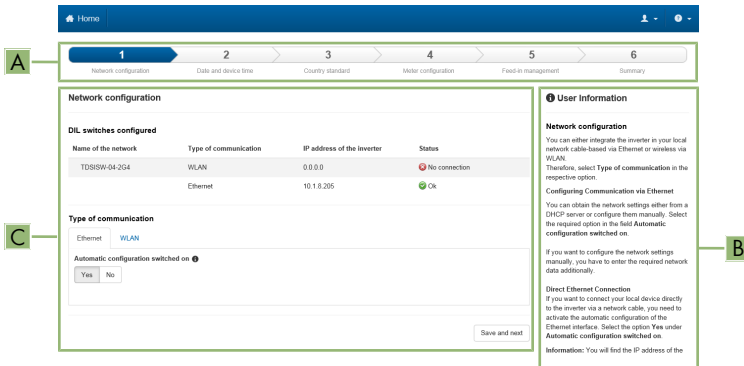 Home
1 2 3 4 5 6
Network configuration Date and device time Country standard Meter configuration Feed-in management Summary
A
Network configuration
DIL switches configured
Name of the network Type of communication IP address of the inverter Status
TDSISW-04-2G4 WLAN 0.0.0.0 No connection
Ethernet 10.1.8.205 Ok
Type of communication
Ethernet WLAN
Automatic configuration switched on
Yes No
Save and next
C
User Information
Network configuration
You can either integrate the inverter in your local
network cable-based via Ethernet or wireless via
WLAN.
Therefore, select Type of communication in the
respective option.
Configuring Communication via Ethernet
You can obtain the network settings either from a
DHCP server or configure them manually. Select
the required option in the field Automatic
configuration switched on.
If you want to configure the network settings
manually, you have to enter the required network
data additionally.
Direct Ethernet Connection
If you want to connect your local device directly
to the inverter via a network cable, you need to
activate the automatic configuration of the
Ethernet interface. Select the option Yes under
Automatic configuration switched on.
Information: You will find the IP address of the
B